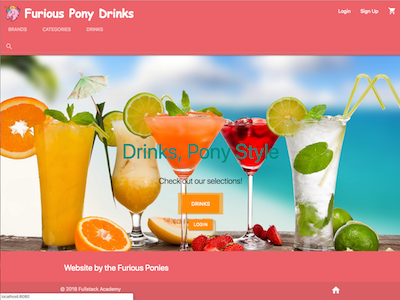 Furious Pony Drinks
Login
Sign Up
BRANDS
CATEGORIES
DRINKS
Drinks, Pony Style
Check out our selections!
DRINKS
LOGIN
Website by the Furious Ponies
© 2018 Fullstack Academy
localhost:8080